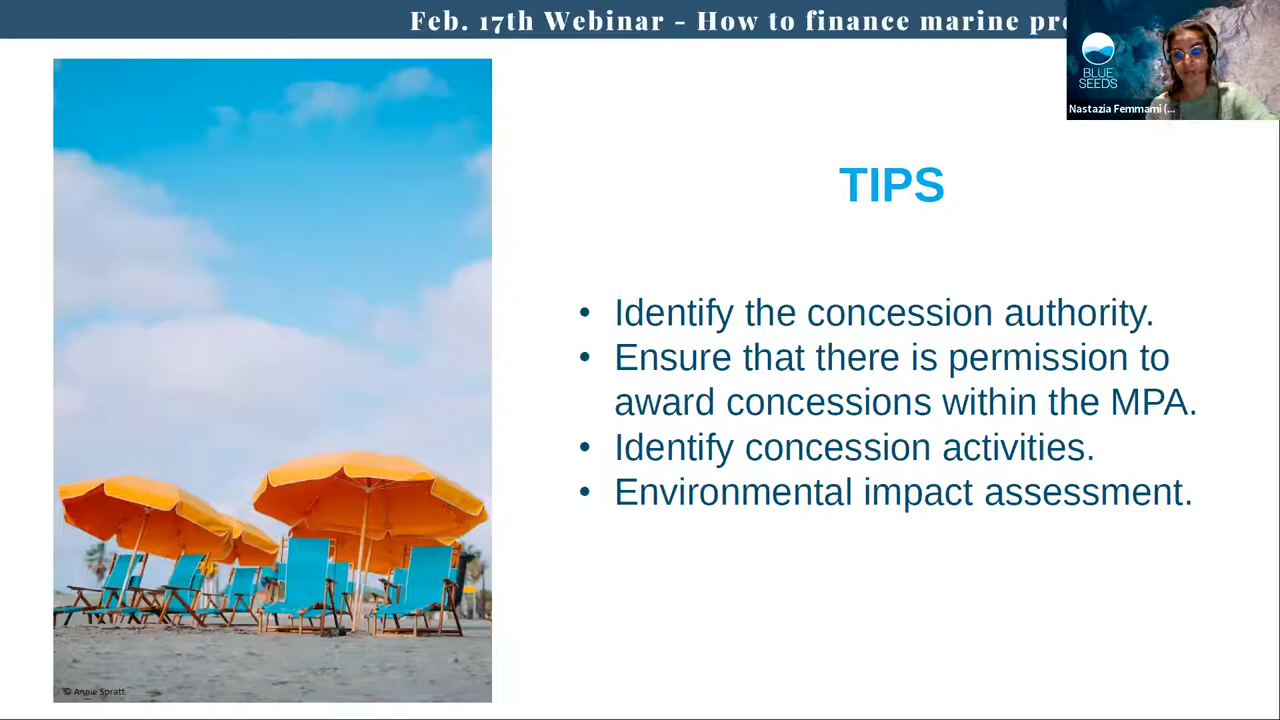 Feb. 17th Webinar - How to finance marine
BLUE
SEEDS
Nastazia Femmami (...
TIPS
• Identify the concession authority.
• Ensure that there is permission to
award concessions within the MPA.
• Identify concession activities.
• Environmental impact assessment.
© Annie Spratt